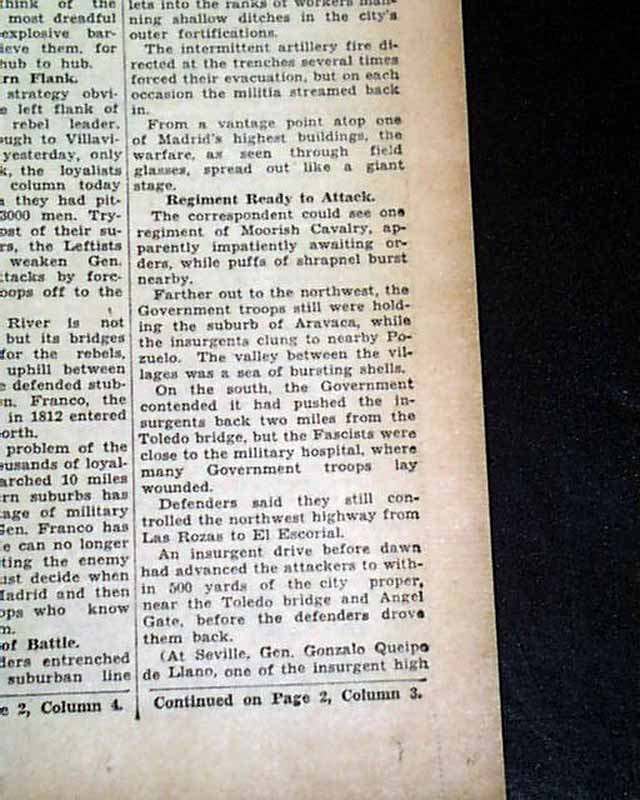 think of the
most dreadful
explosive bar-
ieve them, for
hub to hub.
rn Flank.
strategy obvi-
e left flank of
rebel leader,
ough to Villavi-
yesterday, only
k, the loyalists
column today
a they had pit-
3000 men. Try-
ost of their su-
rs, the Leftists
weaken Gen.
ttacks by forc-
oops off to the
River is not
but its bridges
for the rebels,
uphill between
e defended stub-
n. Franco, the
in 1812 entered
orth.
problem of the
ousands of loyal-
arched 10 miles
rn suburbs has
tage of military
Gen. Franco has
e can no longer
ting the enemy
ust decide when
Madrid and then
ops who know
m.
of Battle.
ders entrenched
suburban line
e 2, Column 4.
lets into the ranks of workers man-
ning shallow ditches in the city's
outer fortifications.
The intermittent artillery fire di-
rected at the trenches several times
forced their evacuation, but on each
occasion the militia streamed back
in.
From a vantage point atop one
of Madrid's highest buildings, the
warfare, as seen through field
glasses, spread out like a giant
stage.
Regiment Ready to Attack.
The correspondent could see one
regiment of Moorish Cavalry, ap-
parently impatiently awaiting or-
ders, while puffs of shrapnel burst
nearby.
Farther out to the northwest, the
Government troops still were hold-
ing the suburb of Aravaca, while
the insurgents clung to nearby Po-
zuelo. The valley between the vil-
lages was a sea of bursting shells.
On the south, the Government
contended it had pushed the in-
surgents back two miles from the
Toledo bridge, but the Fascists were
close to the military hospital, where
many Government troops lay
wounded.
Defenders said they still con-
trolled the northwest highway from
Las Rozas to El Escorial.
An insurgent drive before dawn
had advanced the attackers to with-
in 500 yards of the city proper,
near the Toledo bridge and Angel
Gate, before the defenders drove
them back.
(At Seville, Gen. Gonzalo Queipo
de Llano, one of the insurgent high
Continued on Page 2, Column 3.